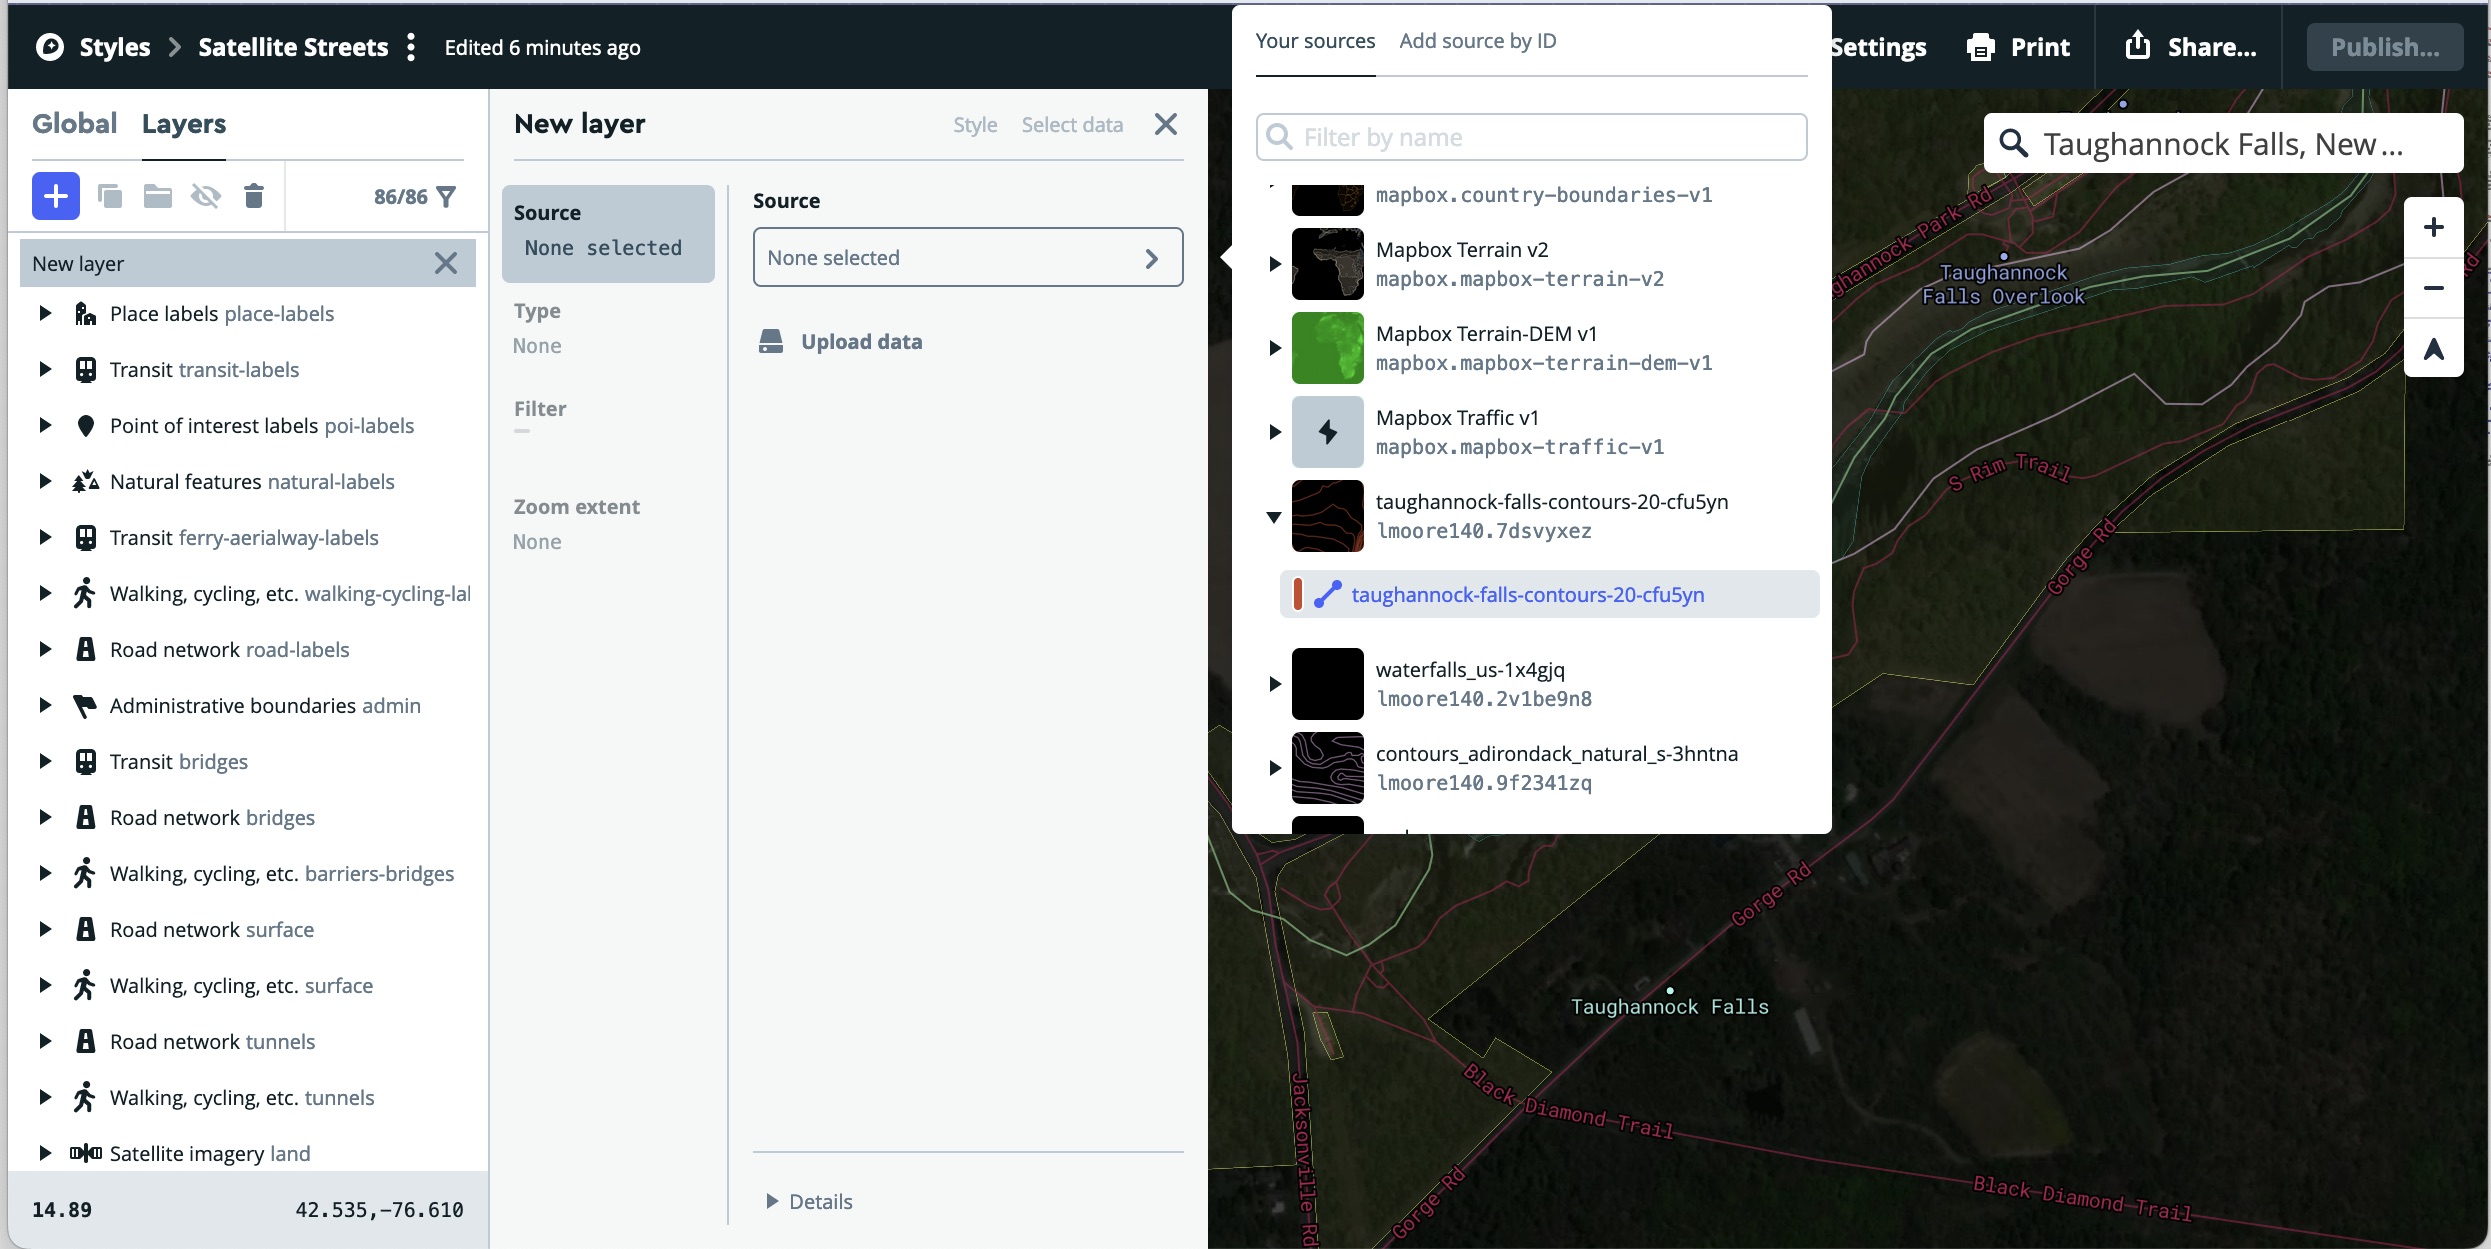 Styles > Satellite Streets Edited 6 minutes ago
Settings Print Share... Publish...
Global Layers
86/86
New layer
Place labels place-labels
Transit transit-labels
Point of interest labels poi-labels
Natural features natural-labels
Transit ferry-aerialway-labels
Walking, cycling, etc. walking-cycling-lal
Road network road-labels
Administrative boundaries admin
Transit bridges
Road network bridges
Walking, cycling, etc. barriers-bridges
Road network surface
Walking, cycling, etc. surface
Road network tunnels
Walking, cycling, etc. tunnels
Satellite imagery land
14.89 42.535,-76.610
New layer Style Select data
Source
None selected
Type
None
Filter
Zoom extent
None
Source
None selected
Upload data
Details
Your sources Add source by ID
Filter by name
mapbox.country-boundaries-v1
Mapbox Terrain v2
mapbox.mapbox-terrain-v2
Mapbox Terrain-DEM v1
mapbox.mapbox-terrain-dem-v1
Mapbox Traffic v1
mapbox.mapbox-traffic-v1
taughannock-falls-contours-20-cfu5yn
lmoore140.7dsvyxez
taughannock-falls-contours-20-cfu5yn
waterfalls_us-1x4gjq
lmoore140.2v1be9n8
contours_adirondack_natural_s-3hntna
lmoore140.9f2341zq
Taughannock Falls, New ...
ghannock Park Rd
Taughannock
Falls Overlook
Rd
S Rim Trail
Gorge Rd
Gorge Rd
Taughannock Falls
Black Diamond Trail
Jacksonville Rd
Gorge Rd
Black Diamond Trail